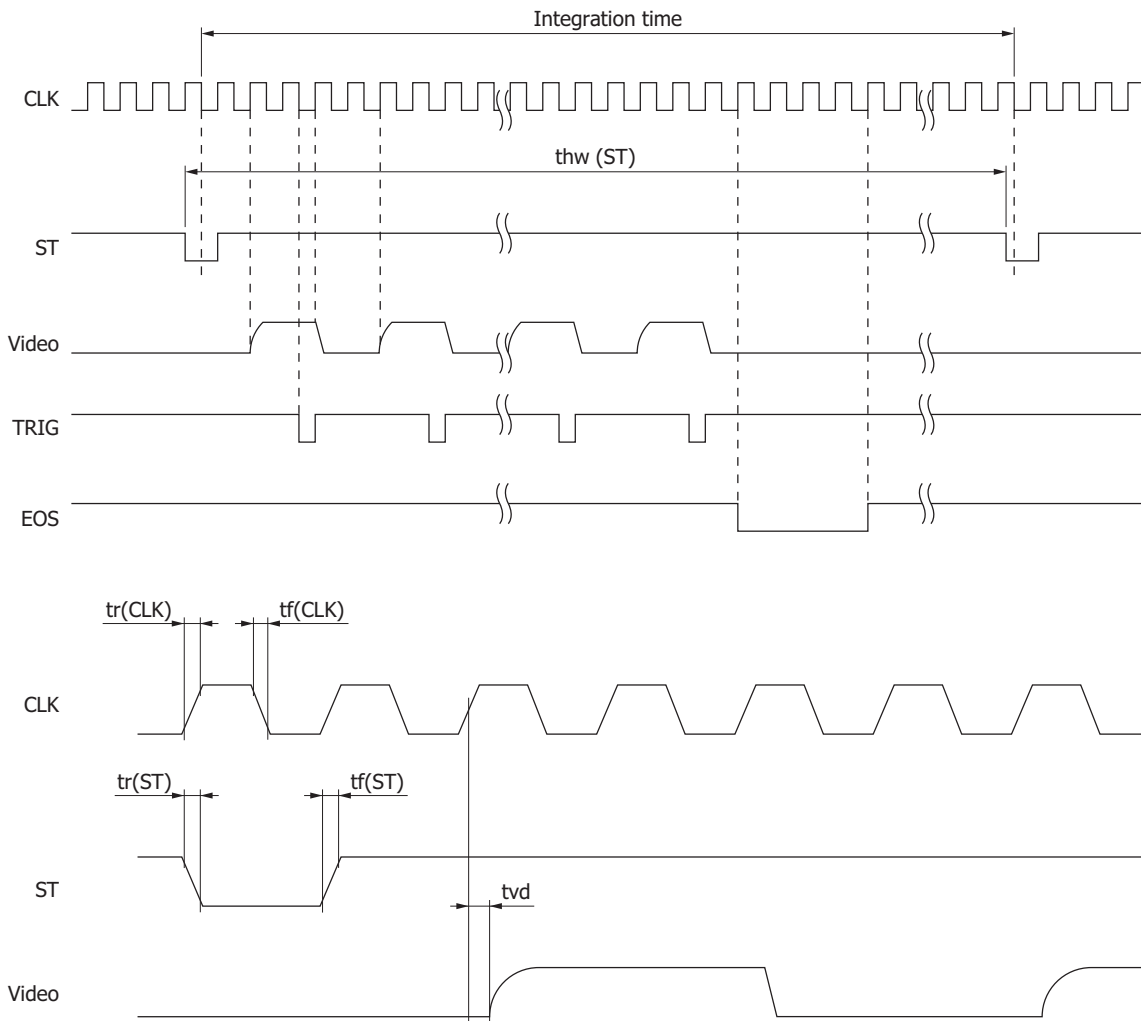 Integration time
CLK
thw (ST)
ST
Video
TRIG
EOS
tr(CLK)
tf(CLK)
CLK
tr(ST)
tf(ST)
ST
tvd
Video